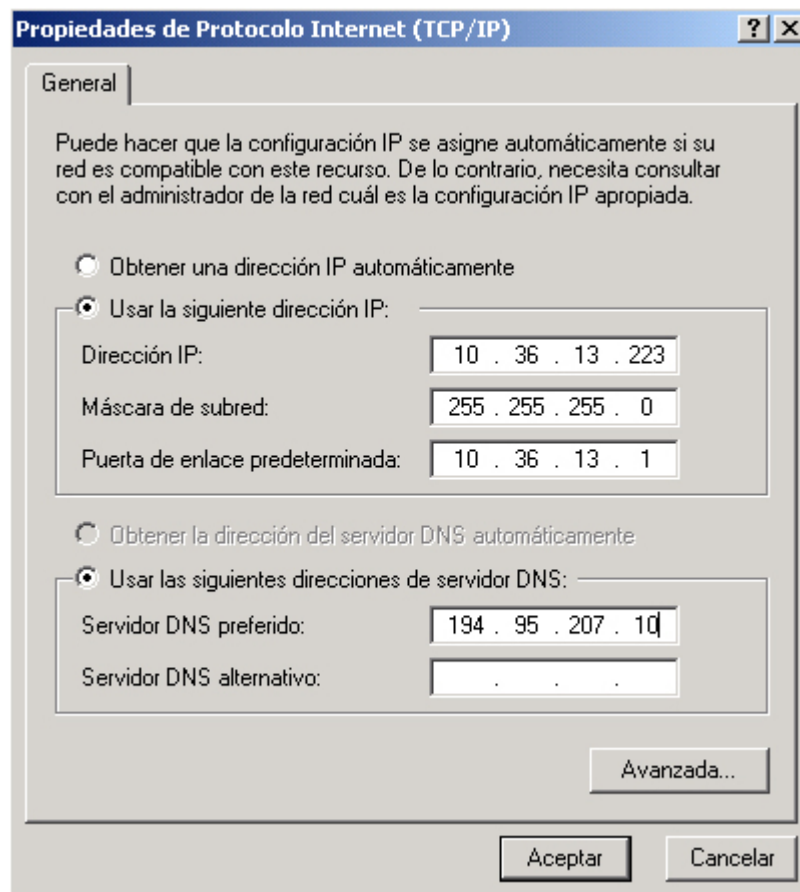 Propiedades de Protocolo Internet (TCP/IP)
General
Puede hacer que la configuración IP se asigne automáticamente si su
red es compatible con este recurso. De lo contrario, necesita consultar
con el administrador de la red cuál es la configuración IP apropiada.
Obtener una dirección IP automáticamente
Usar la siguiente dirección IP:
Dirección IP: 10 . 36 . 13 . 223
Máscara de subred: 255 . 255 . 255 . 0
Puerta de enlace predeterminada: 10 . 36 . 13 . 1
Obtener la dirección del servidor DNS automáticamente
Usar las siguientes direcciones de servidor DNS:
Servidor DNS preferido: 194 . 95 . 207 . 10
Servidor DNS alternativo: . . .
Avanzada...
Aceptar Cancelar